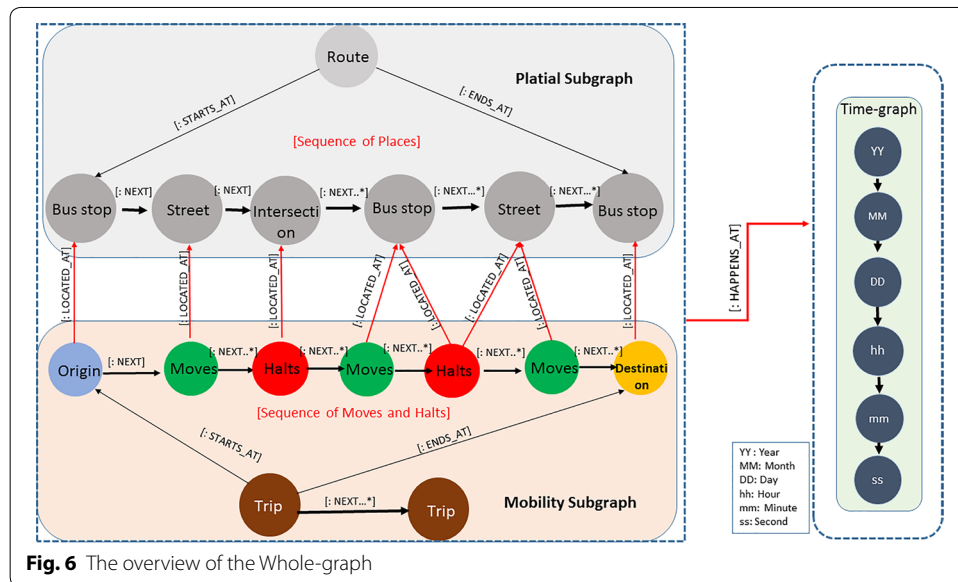 Route
Platial Subgraph
[: STARTS_AT]
[: ENDS_AT]
[Sequence of Places]
[: NEXT]
[: NEXT]
[: NEXT..*]
[: NEXT...*]
[: NEXT...*]
Bus stop
Street
Intersecti
on
Bus stop
Street
Bus stop
[: LOCATED_AT]
[: LOCATED_AT]
[: LOCATED_AT]
[: LOCATED_AT]
[: LOCATED_AT]
[: LOCATED_AT]
[: LOCATED_AT]
[: LOCATED_AT]
[: NEXT]
[: NEXT..*]
[: NEXT..*]
[: NEXT..*]
[: NEXT..*]
[: NEXT...*]
Origin
Moves
Halts
Moves
Halts
Moves
Destinati
on
[Sequence of Moves and Halts]
[: STARTS_AT]
[: ENDS_AT]
Trip
[: NEXT...*]
Trip
Mobility Subgraph
[: HAPPENS_AT]
Time-graph
YY
MM
DD
hh
mm
ss
YY : Year
MM: Month
DD: Day
hh: Hour
mm: Minute
ss: Second
Fig. 6 The overview of the Whole-graph